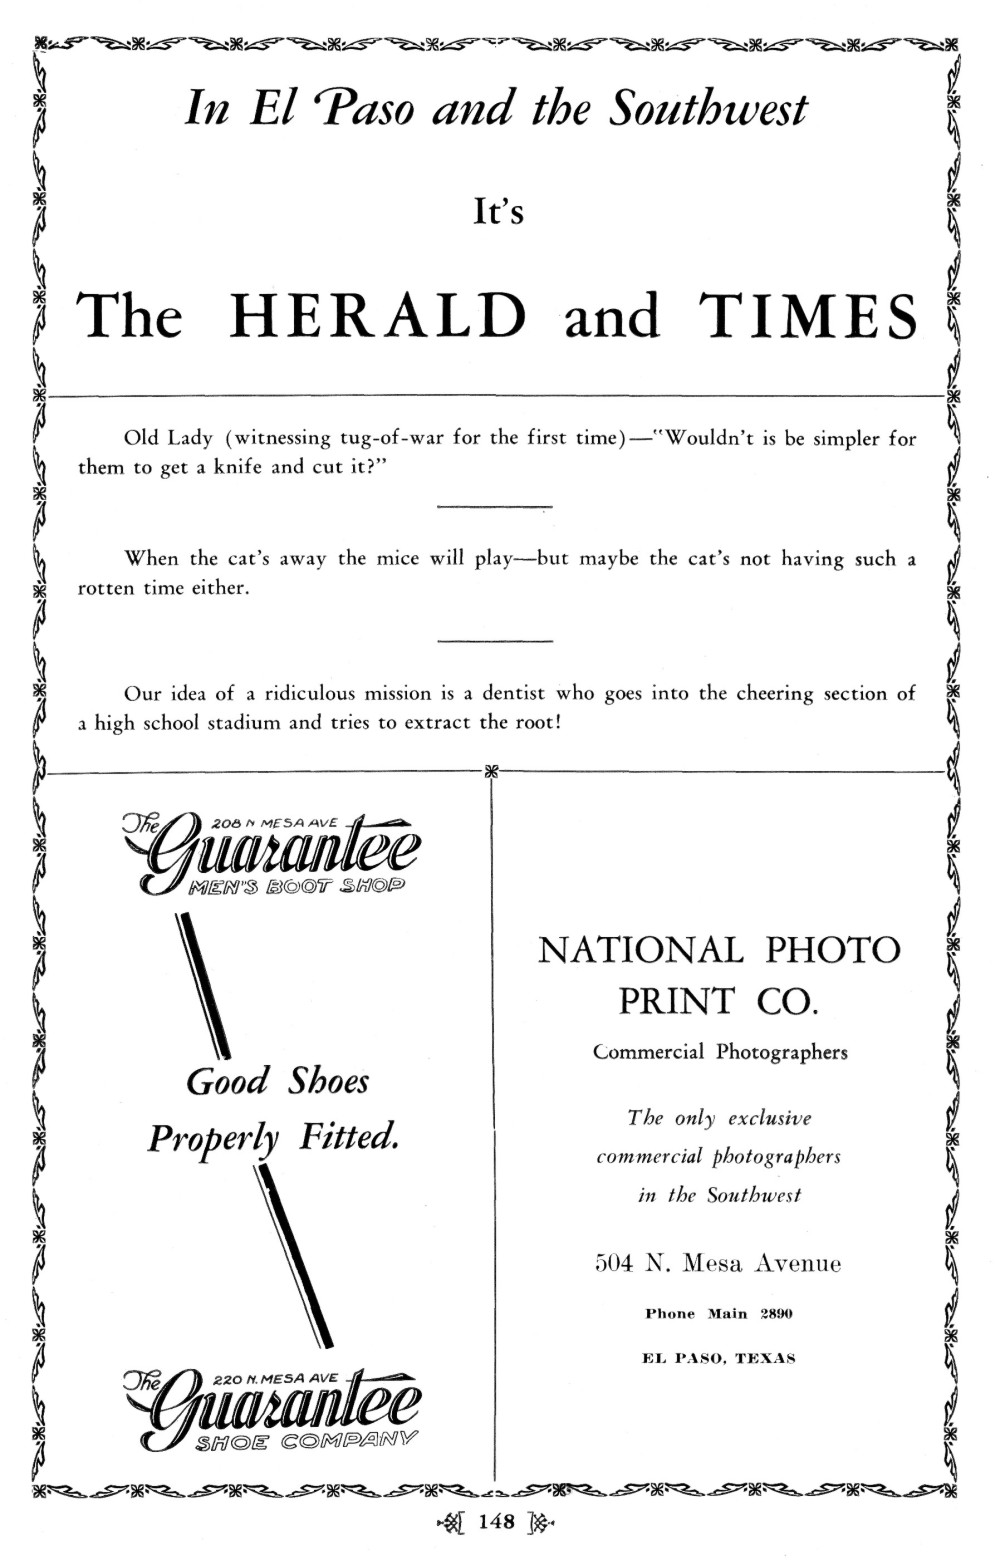 In El Paso and the Southwest
It's
The HERALD and TIMES
Old Lady (witnessing tug-of-war for the first time)—"Wouldn't is be simpler for
them to get a knife and cut it?"
When the cat's away the mice will play—but maybe the cat's not having such a
rotten time either.
Our idea of a ridiculous mission is a dentist who goes into the cheering section of
a high school stadium and tries to extract the root!
The 208 N MESA AVE
Guarantee
MEN'S BOOT SHOP
Good Shoes
Properly Fitted.
The 220 N. MESA AVE
Guarantee
SHOE COMPANY
NATIONAL PHOTO
PRINT CO.
Commercial Photographers
The only exclusive
commercial photographers
in the Southwest
504 N. Mesa Avenue
Phone Main 2890
EL PASO, TEXAS
148